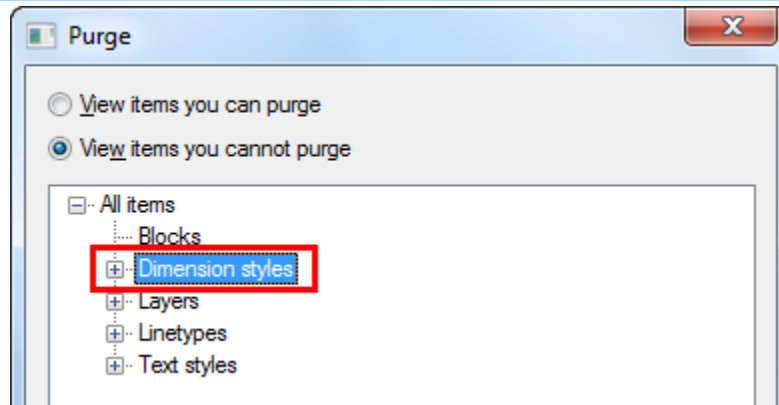 Purge
View items you can purge
View items you cannot purge
All items
Blocks
Dimension styles
Layers
Linetypes
Text styles